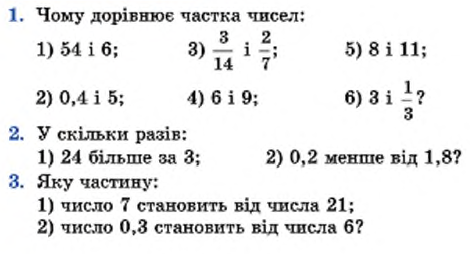 1. Чому дорівнює частка чисел:
1) 54 і 6; 3) 3/14 і 2/7; 5) 8 і 11;
2) 0,4 і 5; 4) 6 і 9; 6) 3 і 1/3?
2. У скільки разів:
1) 24 більше за 3; 2) 0,2 менше від 1,8?
3. Яку частину:
1) число 7 становить від числа 21;
2) число 0,3 становить від числа 6?